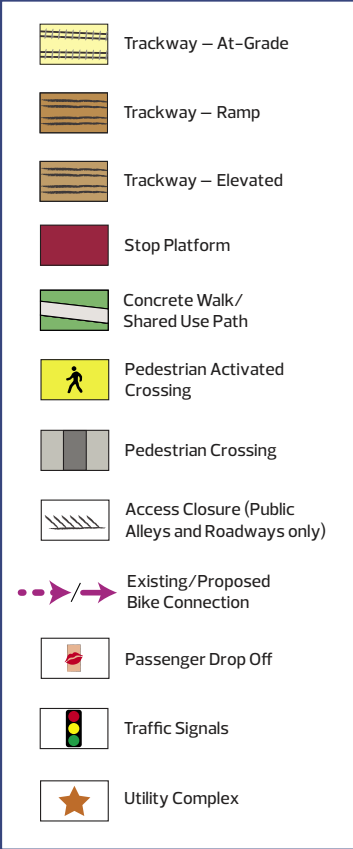 Trackway – At-Grade
Trackway – Ramp
Trackway – Elevated
Stop Platform
Concrete Walk/
Shared Use Path
Pedestrian Activated
Crossing
Pedestrian Crossing
Access Closure (Public
Alleys and Roadways only)
Existing/Proposed
Bike Connection
Passenger Drop Off
Traffic Signals
Utility Complex